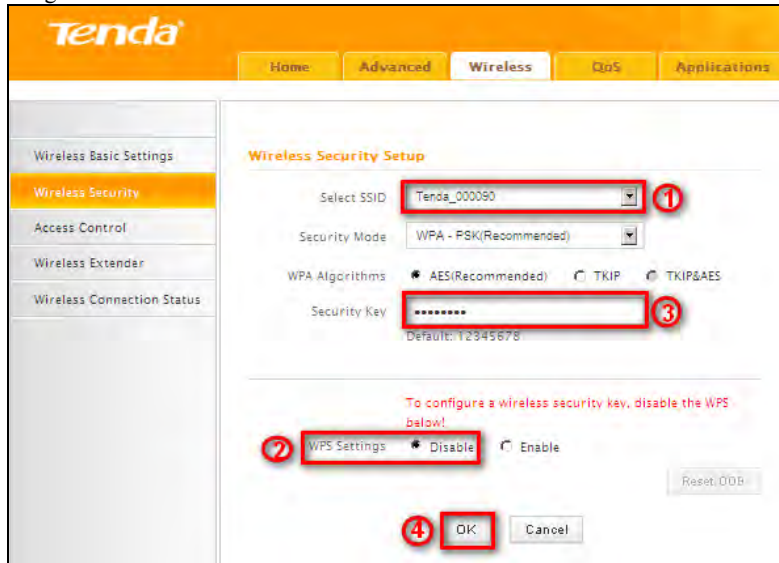 Tenda
Home Advanced Wireless QoS Applications
Wireless Basic Settings
Wireless Security
Access Control
Wireless Extender
Wireless Connection Status
Wireless Security Setup
Select SSID Tenda_000090 1
Security Mode WPA - PSK(Recommended)
WPA Algorithms AES(Recommended) TKIP TKIP&AES
Security Key •••••••• 3
Default: 12345678
To configure a wireless security key, disable the WPS
below!
2 WPS Settings Disable Enable
Reset OOB
4 OK Cancel